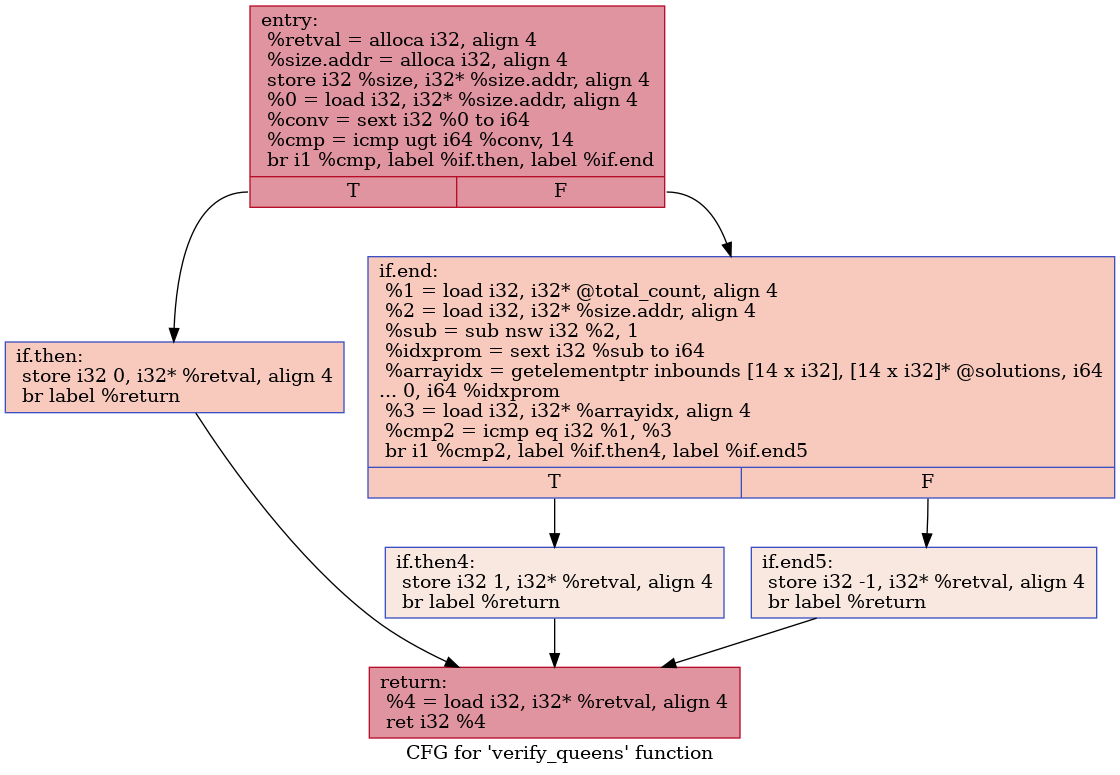 entry:
%retval = alloca i32, align 4
%size.addr = alloca i32, align 4
store i32 %size, i32* %size.addr, align 4
%0 = load i32, i32* %size.addr, align 4
%conv = sext i32 %0 to i64
%cmp = icmp ugt i64 %conv, 14
br i1 %cmp, label %if.then, label %if.end
T
F
if.end:
%1 = load i32, i32* @total_count, align 4
%2 = load i32, i32* %size.addr, align 4
%sub = sub nsw i32 %2, 1
%idxprom = sext i32 %sub to i64
%arrayidx = getelementptr inbounds [14 x i32], [14 x i32]* @solutions, i64
... 0, i64 %idxprom
%3 = load i32, i32* %arrayidx, align 4
%cmp2 = icmp eq i32 %1, %3
br i1 %cmp2, label %if.then4, label %if.end5
T
F
if.then:
store i32 0, i32* %retval, align 4
br label %return
if.then4:
store i32 1, i32* %retval, align 4
br label %return
if.end5:
store i32 -1, i32* %retval, align 4
br label %return
return:
%4 = load i32, i32* %retval, align 4
ret i32 %4
CFG for 'verify_queens' function